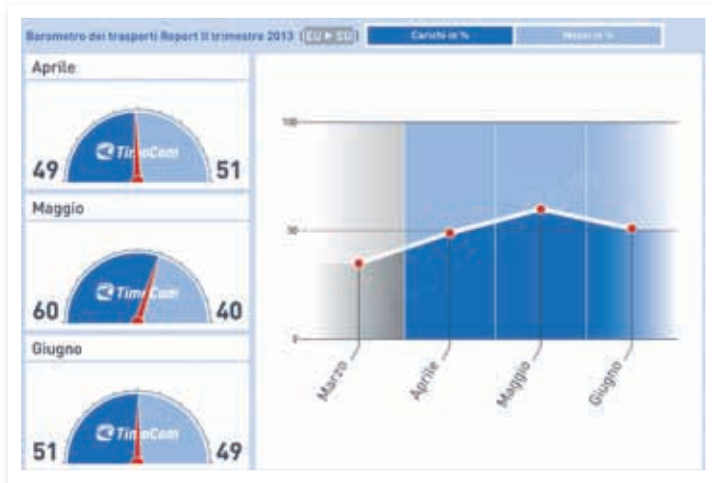 Barometro dei trasporti Report II trimestre 2013 (EU ▸ EU)
Carichi in %
Mezzi in %
Aprile
TimoCom
49 51
Maggio
TimoCom
60 40
Giugno
TimoCom
51 49
100
50
0
Marzo
Aprile
Maggio
Giugno